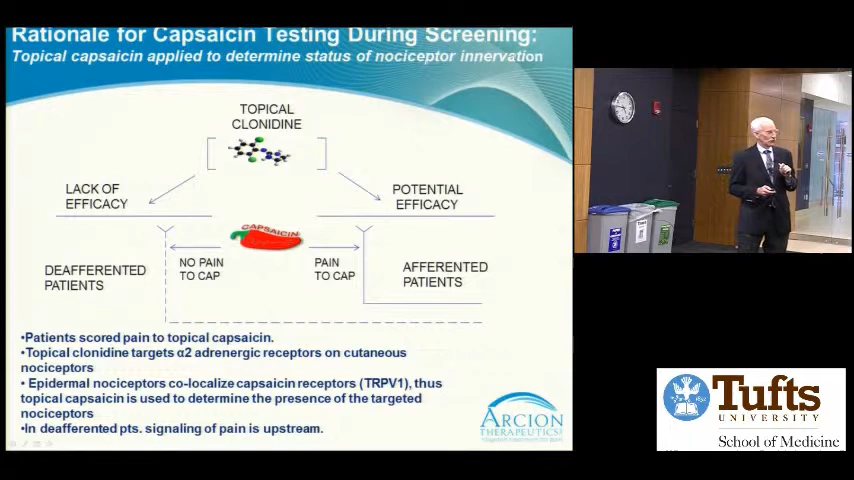 Rationale for Capsaicin Testing During Screening:
Topical capsaicin applied to determine status of nociceptor innervation
TOPICAL
CLONIDINE
LACK OF
EFFICACY
POTENTIAL
EFFICACY
CAPSAICIN
DEAFFERENTED
PATIENTS
NO PAIN
TO CAP
PAIN
TO CAP
AFFERENTED
PATIENTS
•Patients scored pain to topical capsaicin.
•Topical clonidine targets α2 adrenergic receptors on cutaneous
nociceptors
• Epidermal nociceptors co-localize capsaicin receptors (TRPV1), thus
topical capsaicin is used to determine the presence of the targeted
nociceptors
•In deafferented pts. signaling of pain is upstream.
ARCION
THERAPEUTICS
Tufts
UNIVERSITY
School of Medicine